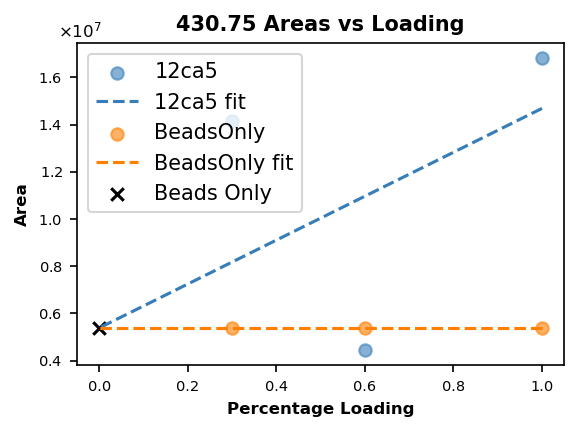 430.75 Areas vs Loading
×10⁷
12ca5
12ca5 fit
BeadsOnly
BeadsOnly fit
Beads Only
Area
1.6
1.4
1.2
1.0
0.8
0.6
0.4
0.0 0.2 0.4 0.6 0.8 1.0
Percentage Loading